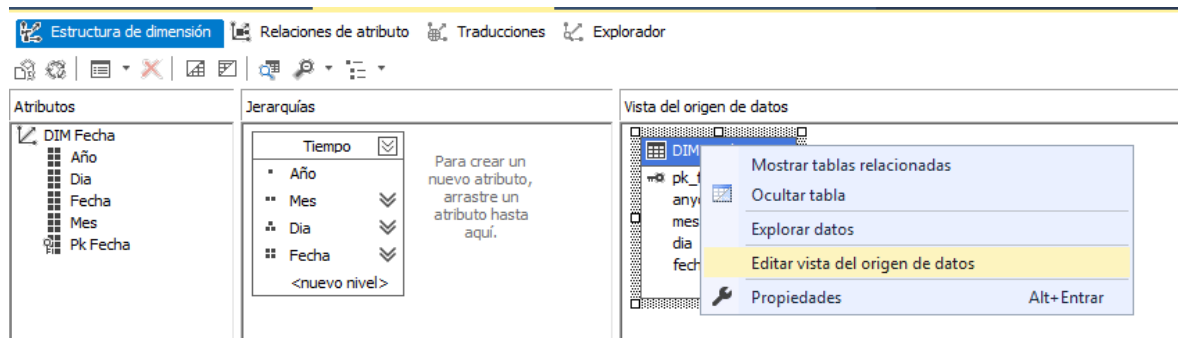 Estructura de dimensión Relaciones de atributo Traducciones Explorador
Atributos
DIM Fecha
Año
Dia
Fecha
Mes
Pk Fecha
Jerarquías
Tiempo
Año
Mes
Dia
Fecha
<nuevo nivel>
Para crear un
nuevo atributo,
arrastre un
atributo hasta
aquí.
Vista del origen de datos
DIM
mes
dia
Mostrar tablas relacionadas
Ocultar tabla
Explorar datos
Editar vista del origen de datos
Propiedades Alt+Entrar